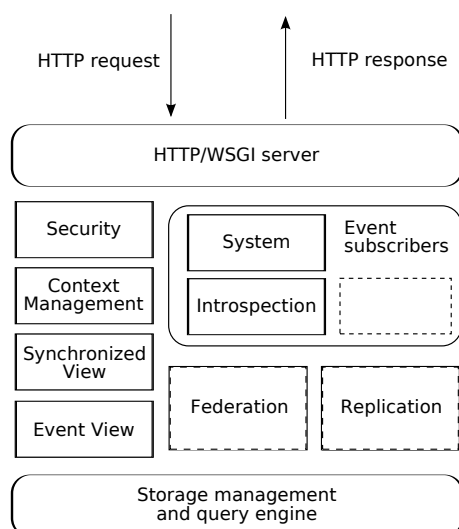 HTTP request
HTTP response
HTTP/WSGI server
Security
Context
Management
Synchronized
View
Event View
System
Introspection
Event
subscribers
Federation
Replication
Storage management
and query engine